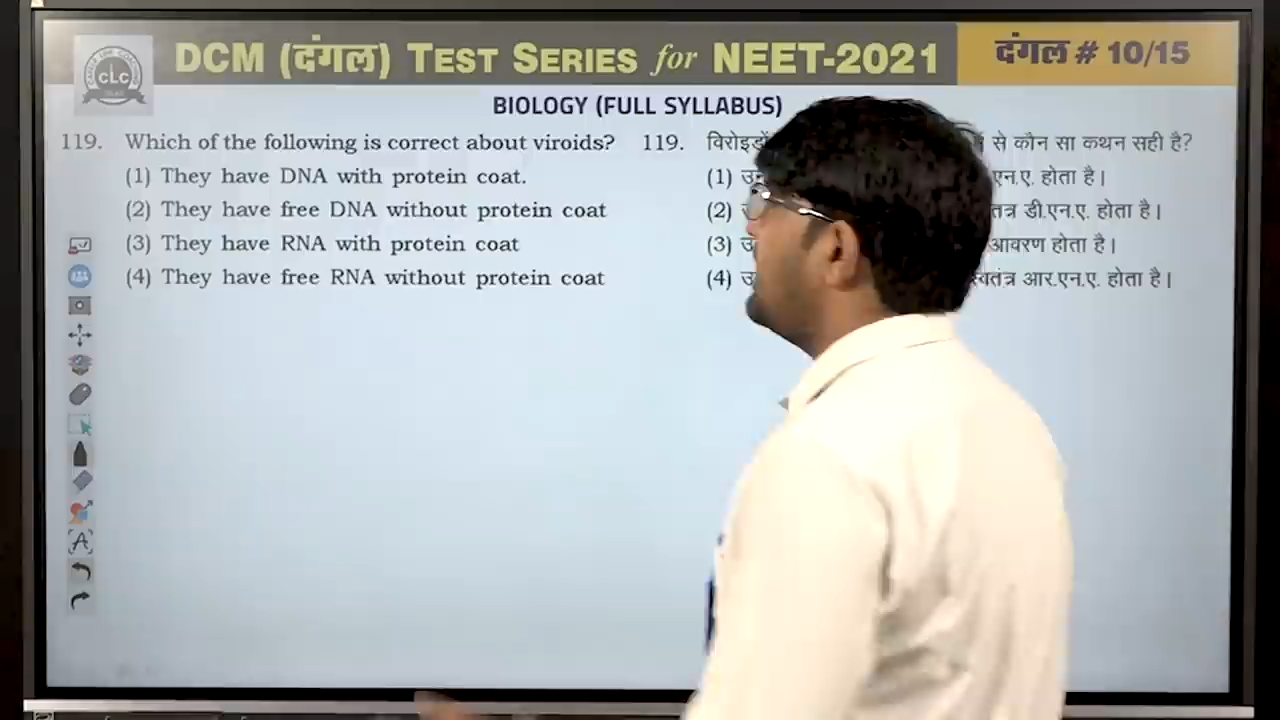 DCM (दंगल) TEST SERIES for NEET-2021
दंगल # 10/15
CLC
BIOLOGY (FULL SYLLABUS)
119. Which of the following is correct about viroids?
(1) They have DNA with protein coat.
(2) They have free DNA without protein coat
(3) They have RNA with protein coat
(4) They have free RNA without protein coat
119. से कौन सा कथन सही है?
(1) होता है।
(2) डी.एन.ए. होता है।
(3) आवरण होता है।
(4) आर.एन.ए. होता है।